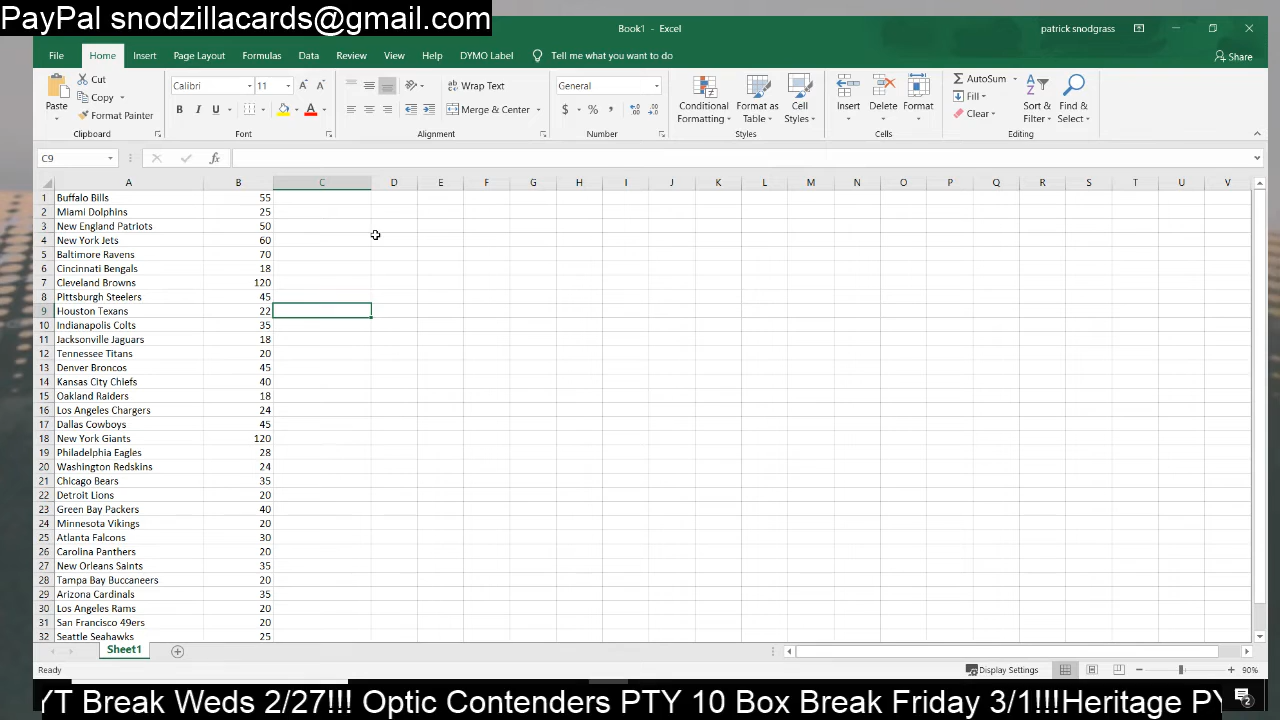 PayPal snodzillacards@gmail.com
Book1 - Excel
patrick snodgrass
File Home Insert Page Layout Formulas Data Review View Help DYMO Label Tell me what you want to do Share
Paste
Cut
Copy
Format Painter
Clipboard
Calibri 11
B I U
Font
Wrap Text
Merge & Center
Alignment
General
$ % ,
Number
Conditional Formatting
Format as Table
Cell Styles
Styles
Insert Delete Format
Cells
AutoSum
Fill
Clear
Sort & Filter
Find & Select
Editing
C9 fx
A B C D E F G H I J K L M N O P Q R S T U V
1 Buffalo Bills 55
2 Miami Dolphins 25
3 New England Patriots 50
4 New York Jets 60
5 Baltimore Ravens 70
6 Cincinnati Bengals 18
7 Cleveland Browns 120
8 Pittsburgh Steelers 45
9 Houston Texans 22
10 Indianapolis Colts 35
11 Jacksonville Jaguars 18
12 Tennessee Titans 20
13 Denver Broncos 45
14 Kansas City Chiefs 40
15 Oakland Raiders 18
16 Los Angeles Chargers 24
17 Dallas Cowboys 45
18 New York Giants 120
19 Philadelphia Eagles 28
20 Washington Redskins 24
21 Chicago Bears 35
22 Detroit Lions 20
23 Green Bay Packers 40
24 Minnesota Vikings 20
25 Atlanta Falcons 30
26 Carolina Panthers 20
27 New Orleans Saints 35
28 Tampa Bay Buccaneers 20
29 Arizona Cardinals 35
30 Los Angeles Rams 20
31 San Francisco 49ers 20
32 Seattle Seahawks 25
Sheet1
Ready
Display Settings
90%
YT Break Weds 2/27!!! Optic Contenders PTY 10 Box Break Friday 3/1!!!Heritage PY
2